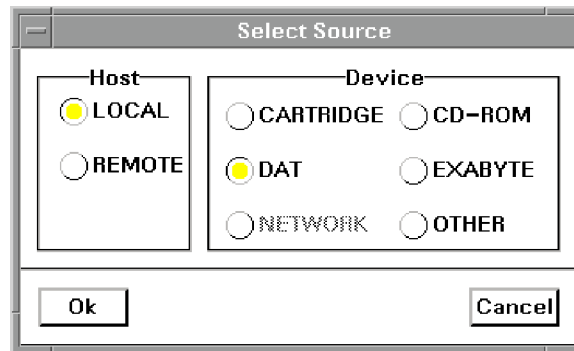 Select Source
Host
LOCAL
REMOTE
Device
CARTRIDGE
CD-ROM
DAT
EXABYTE
NETWORK
OTHER
Ok
Cancel